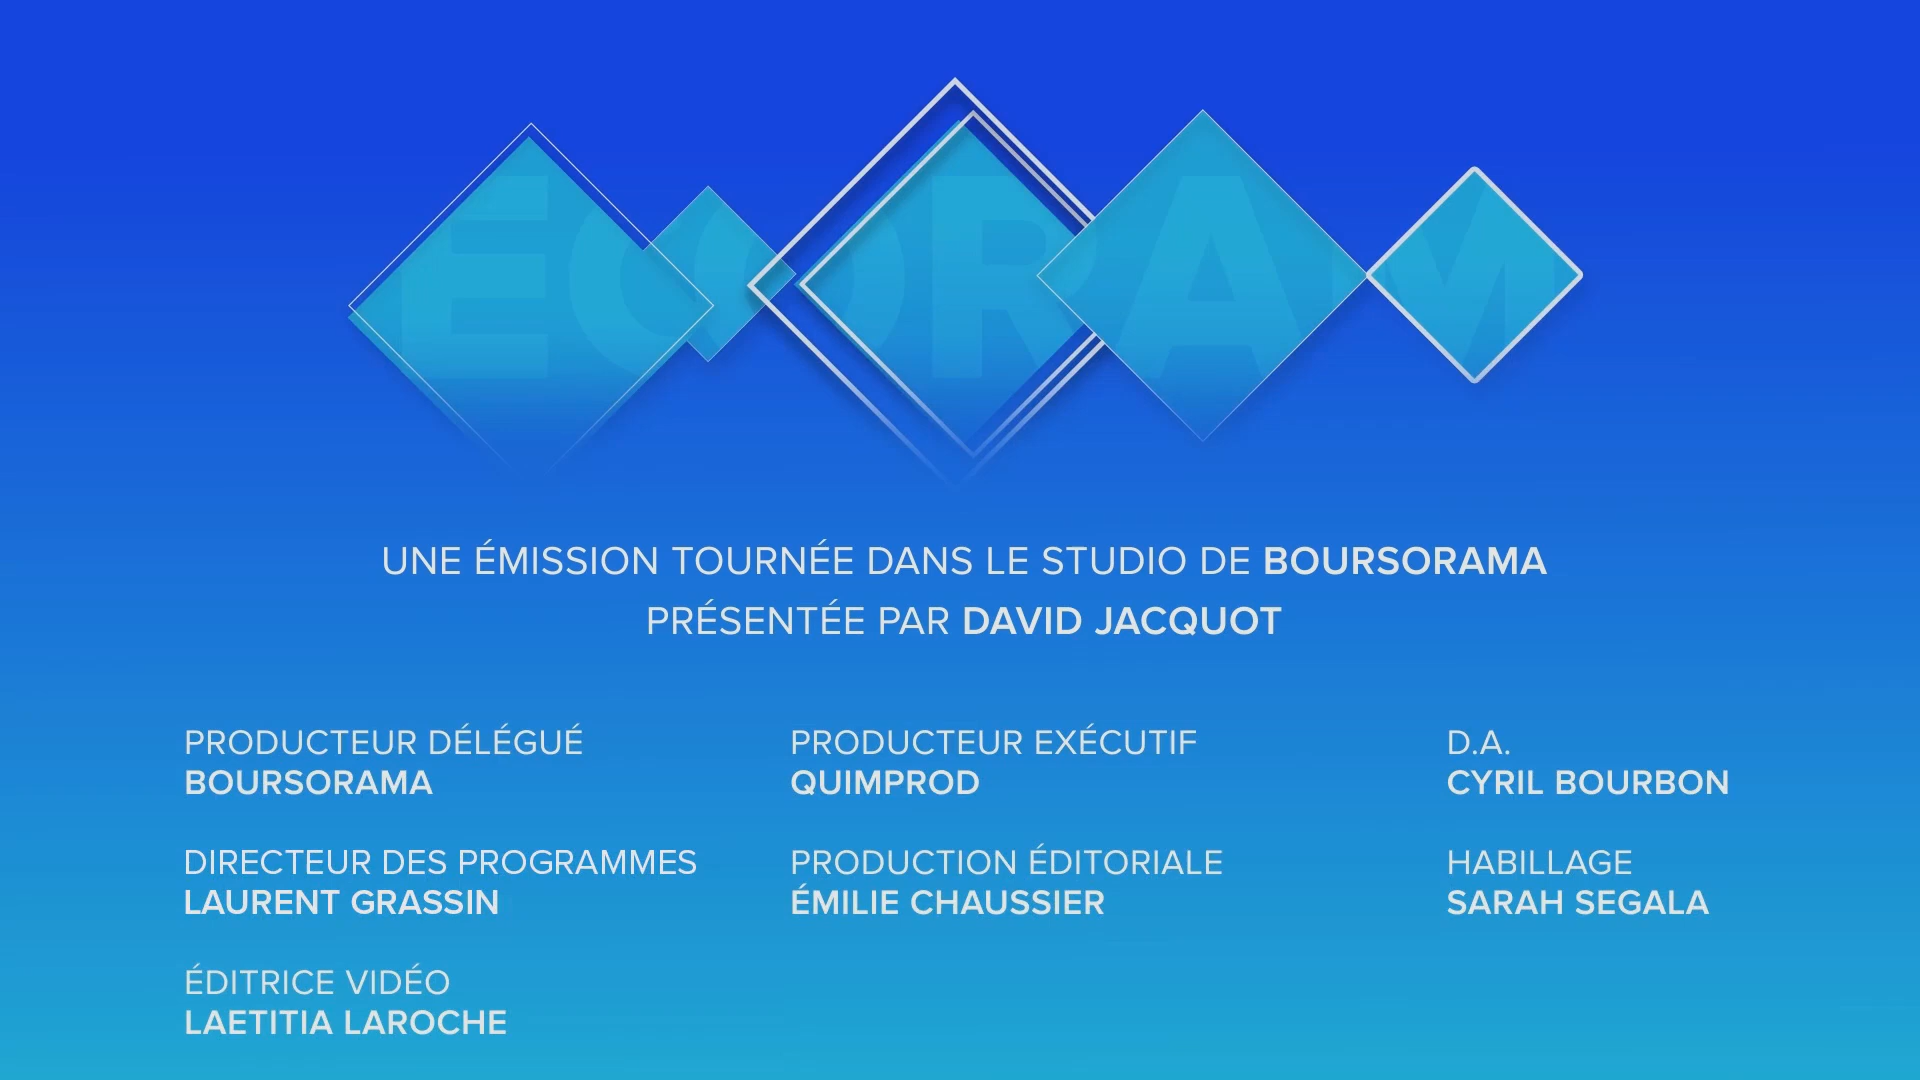 ECORAM
UNE ÉMISSION TOURNÉE DANS LE STUDIO DE BOURSORAMA
PRÉSENTÉE PAR DAVID JACQUOT
PRODUCTEUR DÉLÉGUÉ
BOURSORAMA
PRODUCTEUR EXÉCUTIF
QUIMPROD
D.A.
CYRIL BOURBON
DIRECTEUR DES PROGRAMMES
LAURENT GRASSIN
PRODUCTION ÉDITORIALE
ÉMILIE CHAUSSIER
HABILLAGE
SARAH SEGALA
ÉDITRICE VIDÉO
LAETITIA LAROCHE